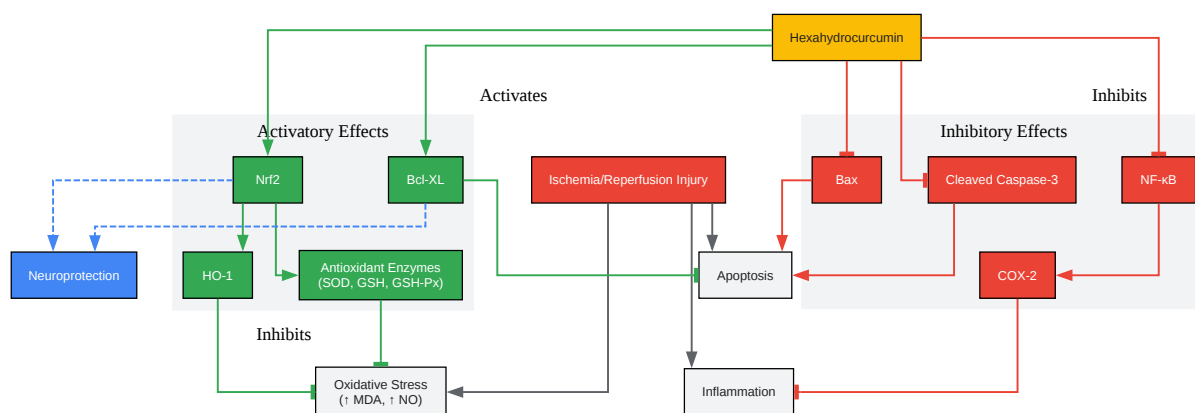 Hexahydrocurcumin
Activates
Inhibits
Activatory Effects
Inhibitory Effects
Nrf2
Bcl-XL
Ischemia/Reperfusion Injury
Bax
Cleaved Caspase-3
NF-κB
Neuroprotection
HO-1
Antioxidant Enzymes
(SOD, GSH, GSH-Px)
Apoptosis
COX-2
Inhibits
Oxidative Stress
(↑ MDA, ↑ NO)
Inflammation